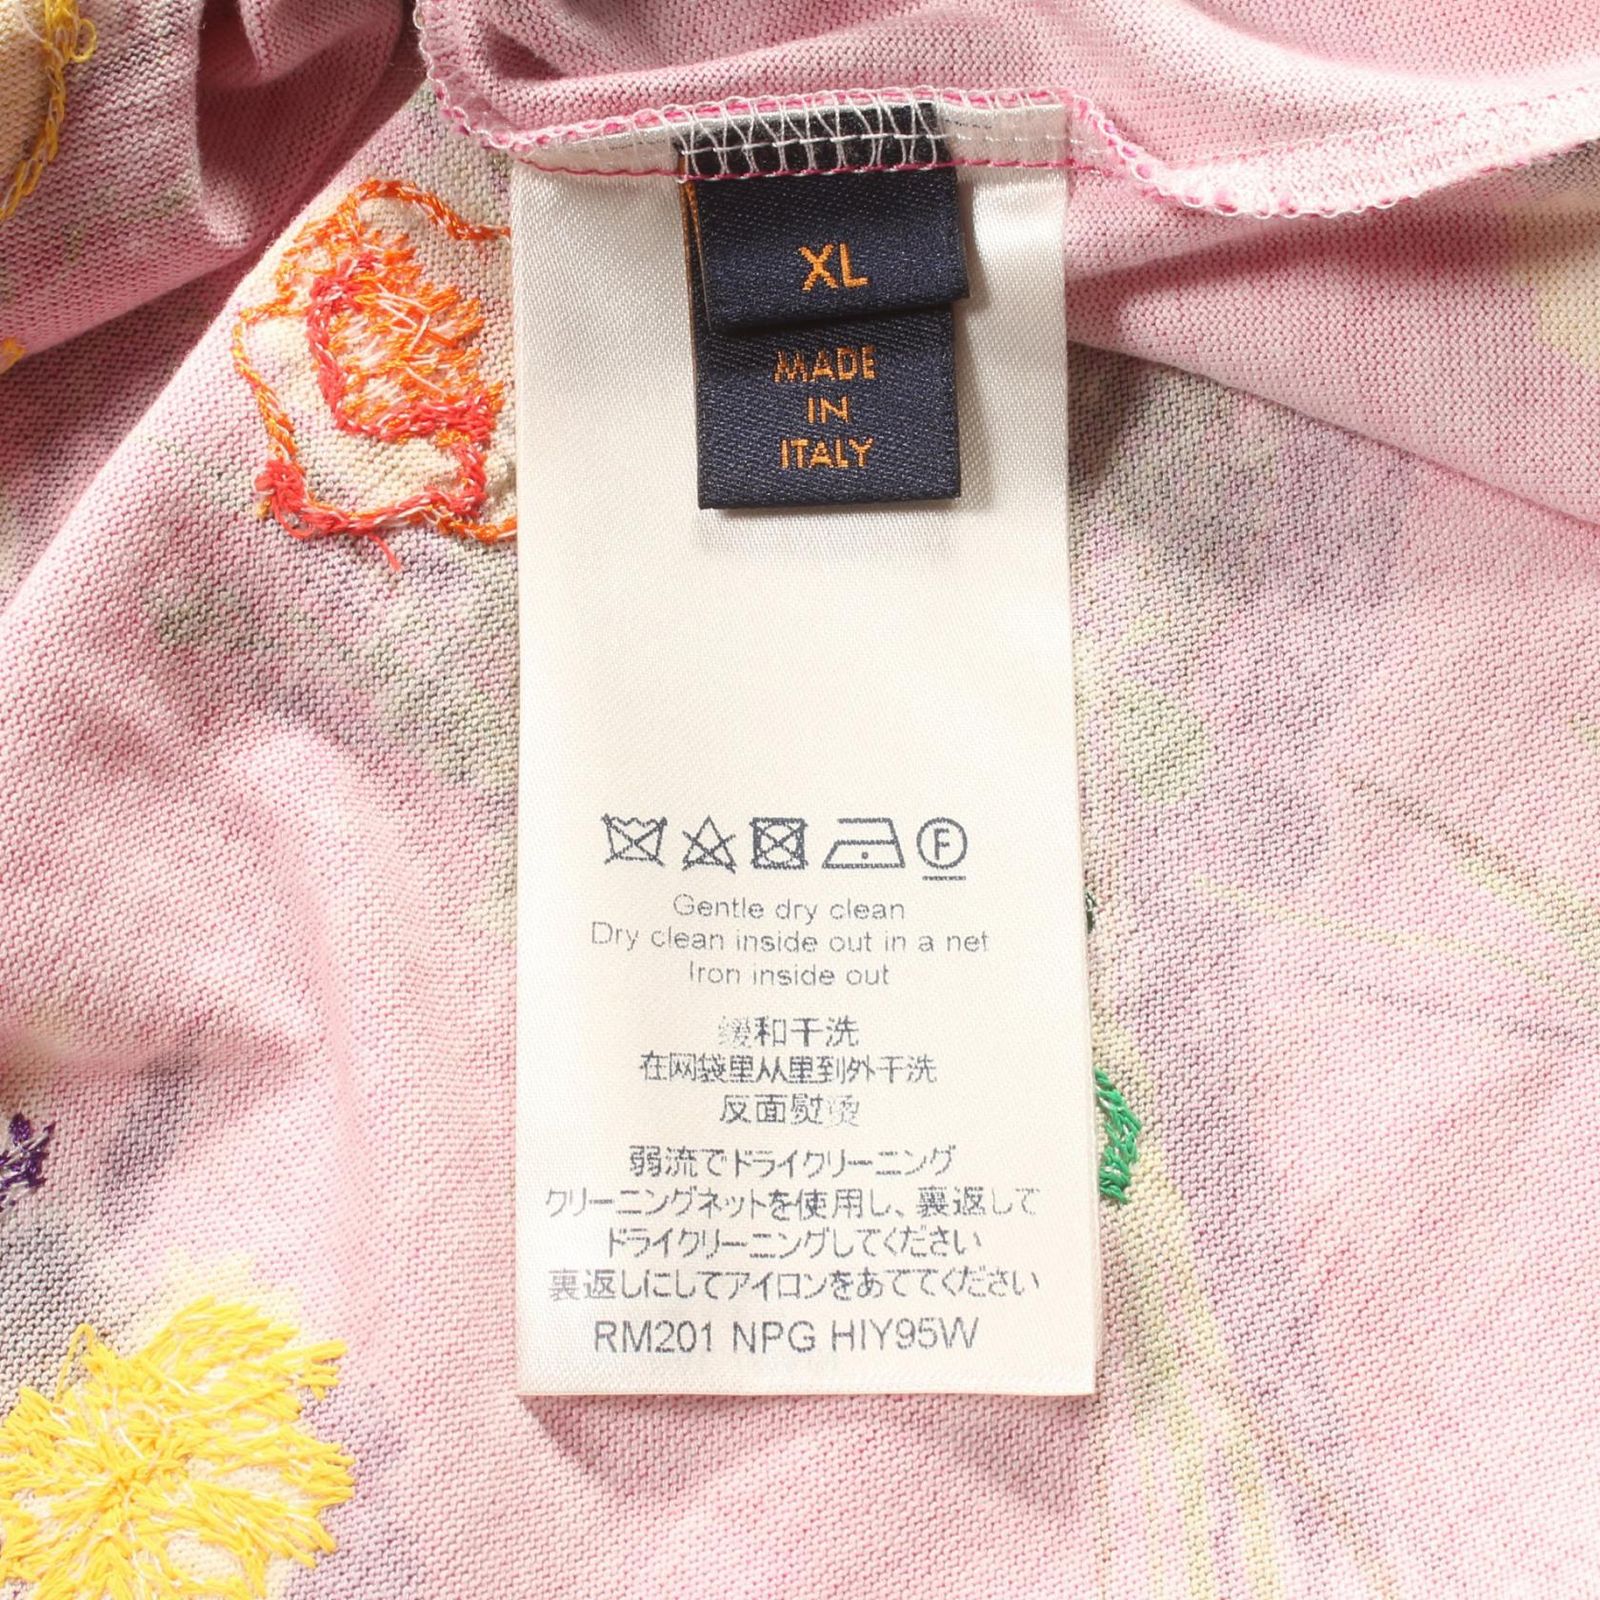 XL
MADE
IN
ITALY
F
Gentle dry clean
Dry clean inside out in a net
Iron inside out
缓和干洗
在网袋里从里到外干洗
反面熨烫
弱流でドライクリーニング
クリーニングネットを使用し、裏返して
ドライクリーニングしてください
裏返しにしてアイロンをあててください
RM201 NPG HIY95W